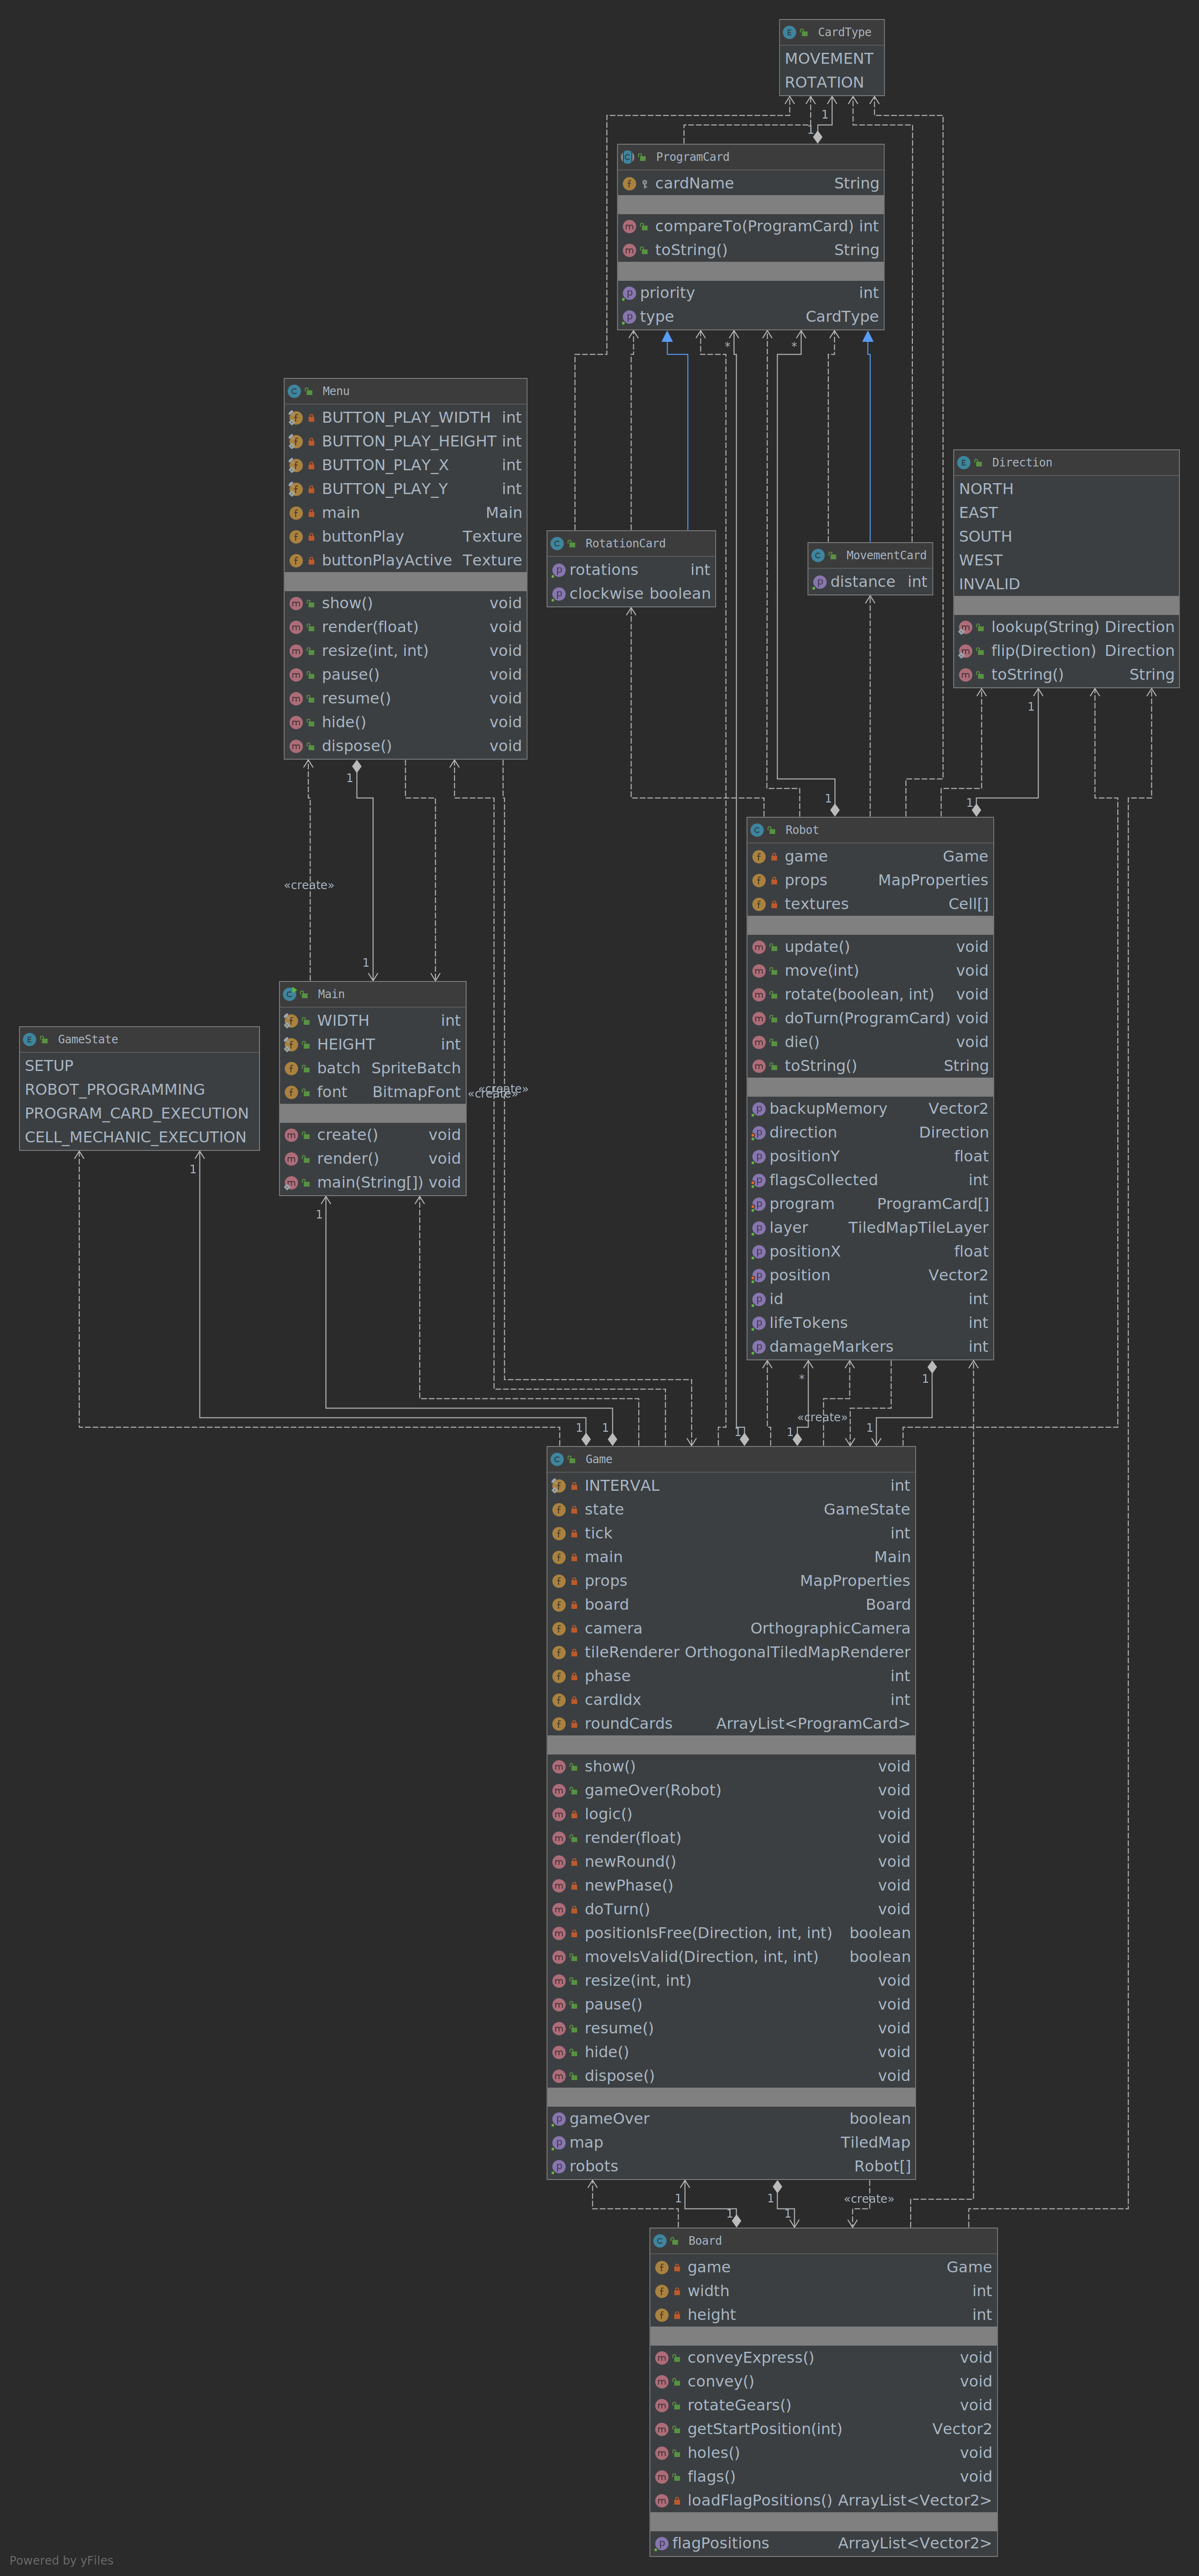 CardType
MOVEMENT
ROTATION
1
1
ProgramCard
cardName String
compareTo(ProgramCard) int
toString() String
priority int
type CardType
*
*
Menu
BUTTON_PLAY_WIDTH int
BUTTON_PLAY_HEIGHT int
BUTTON_PLAY_X int
BUTTON_PLAY_Y int
main Main
buttonPlay Texture
buttonPlayActive Texture
show() void
render(float) void
resize(int, int) void
pause() void
resume() void
hide() void
dispose() void
Direction
NORTH
EAST
SOUTH
WEST
INVALID
lookup(String) Direction
flip(Direction) Direction
toString() String
RotationCard
rotations int
clockwise boolean
MovementCard
distance int
1
1
1
1
Robot
game Game
props MapProperties
textures Cell[]
update() void
move(int) void
rotate(boolean, int) void
doTurn(ProgramCard) void
die() void
toString() String
backupMemory Vector2
direction Direction
positionY float
flagsCollected int
program ProgramCard[]
layer TiledMapTileLayer
positionX float
position Vector2
id int
lifeTokens int
damageMarkers int
«create»
1
Main
WIDTH int
HEIGHT int
batch SpriteBatch
font BitmapFont
create() void
render() void
main(String[]) void
«create»
«create»
GameState
SETUP
ROBOT_PROGRAMMING
PROGRAM_CARD_EXECUTION
CELL_MECHANIC_EXECUTION
1
1
*
1
«create»
1
1
1
1
1
Game
INTERVAL int
state GameState
tick int
main Main
props MapProperties
board Board
camera OrthographicCamera
tileRenderer OrthogonalTiledMapRenderer
phase int
cardIdx int
roundCards ArrayList<ProgramCard>
show() void
gameOver(Robot) void
logic() void
render(float) void
newRound() void
newPhase() void
doTurn() void
positionIsFree(Direction, int, int) boolean
moveIsValid(Direction, int, int) boolean
resize(int, int) void
pause() void
resume() void
hide() void
dispose() void
gameOver boolean
map TiledMap
robots Robot[]
1
1
«create»
1
1
Board
game Game
width int
height int
conveyExpress() void
convey() void
rotateGears() void
getStartPosition(int) Vector2
holes() void
flags() void
loadFlagPositions() ArrayList<Vector2>
flagPositions ArrayList<Vector2>
Powered by yFiles